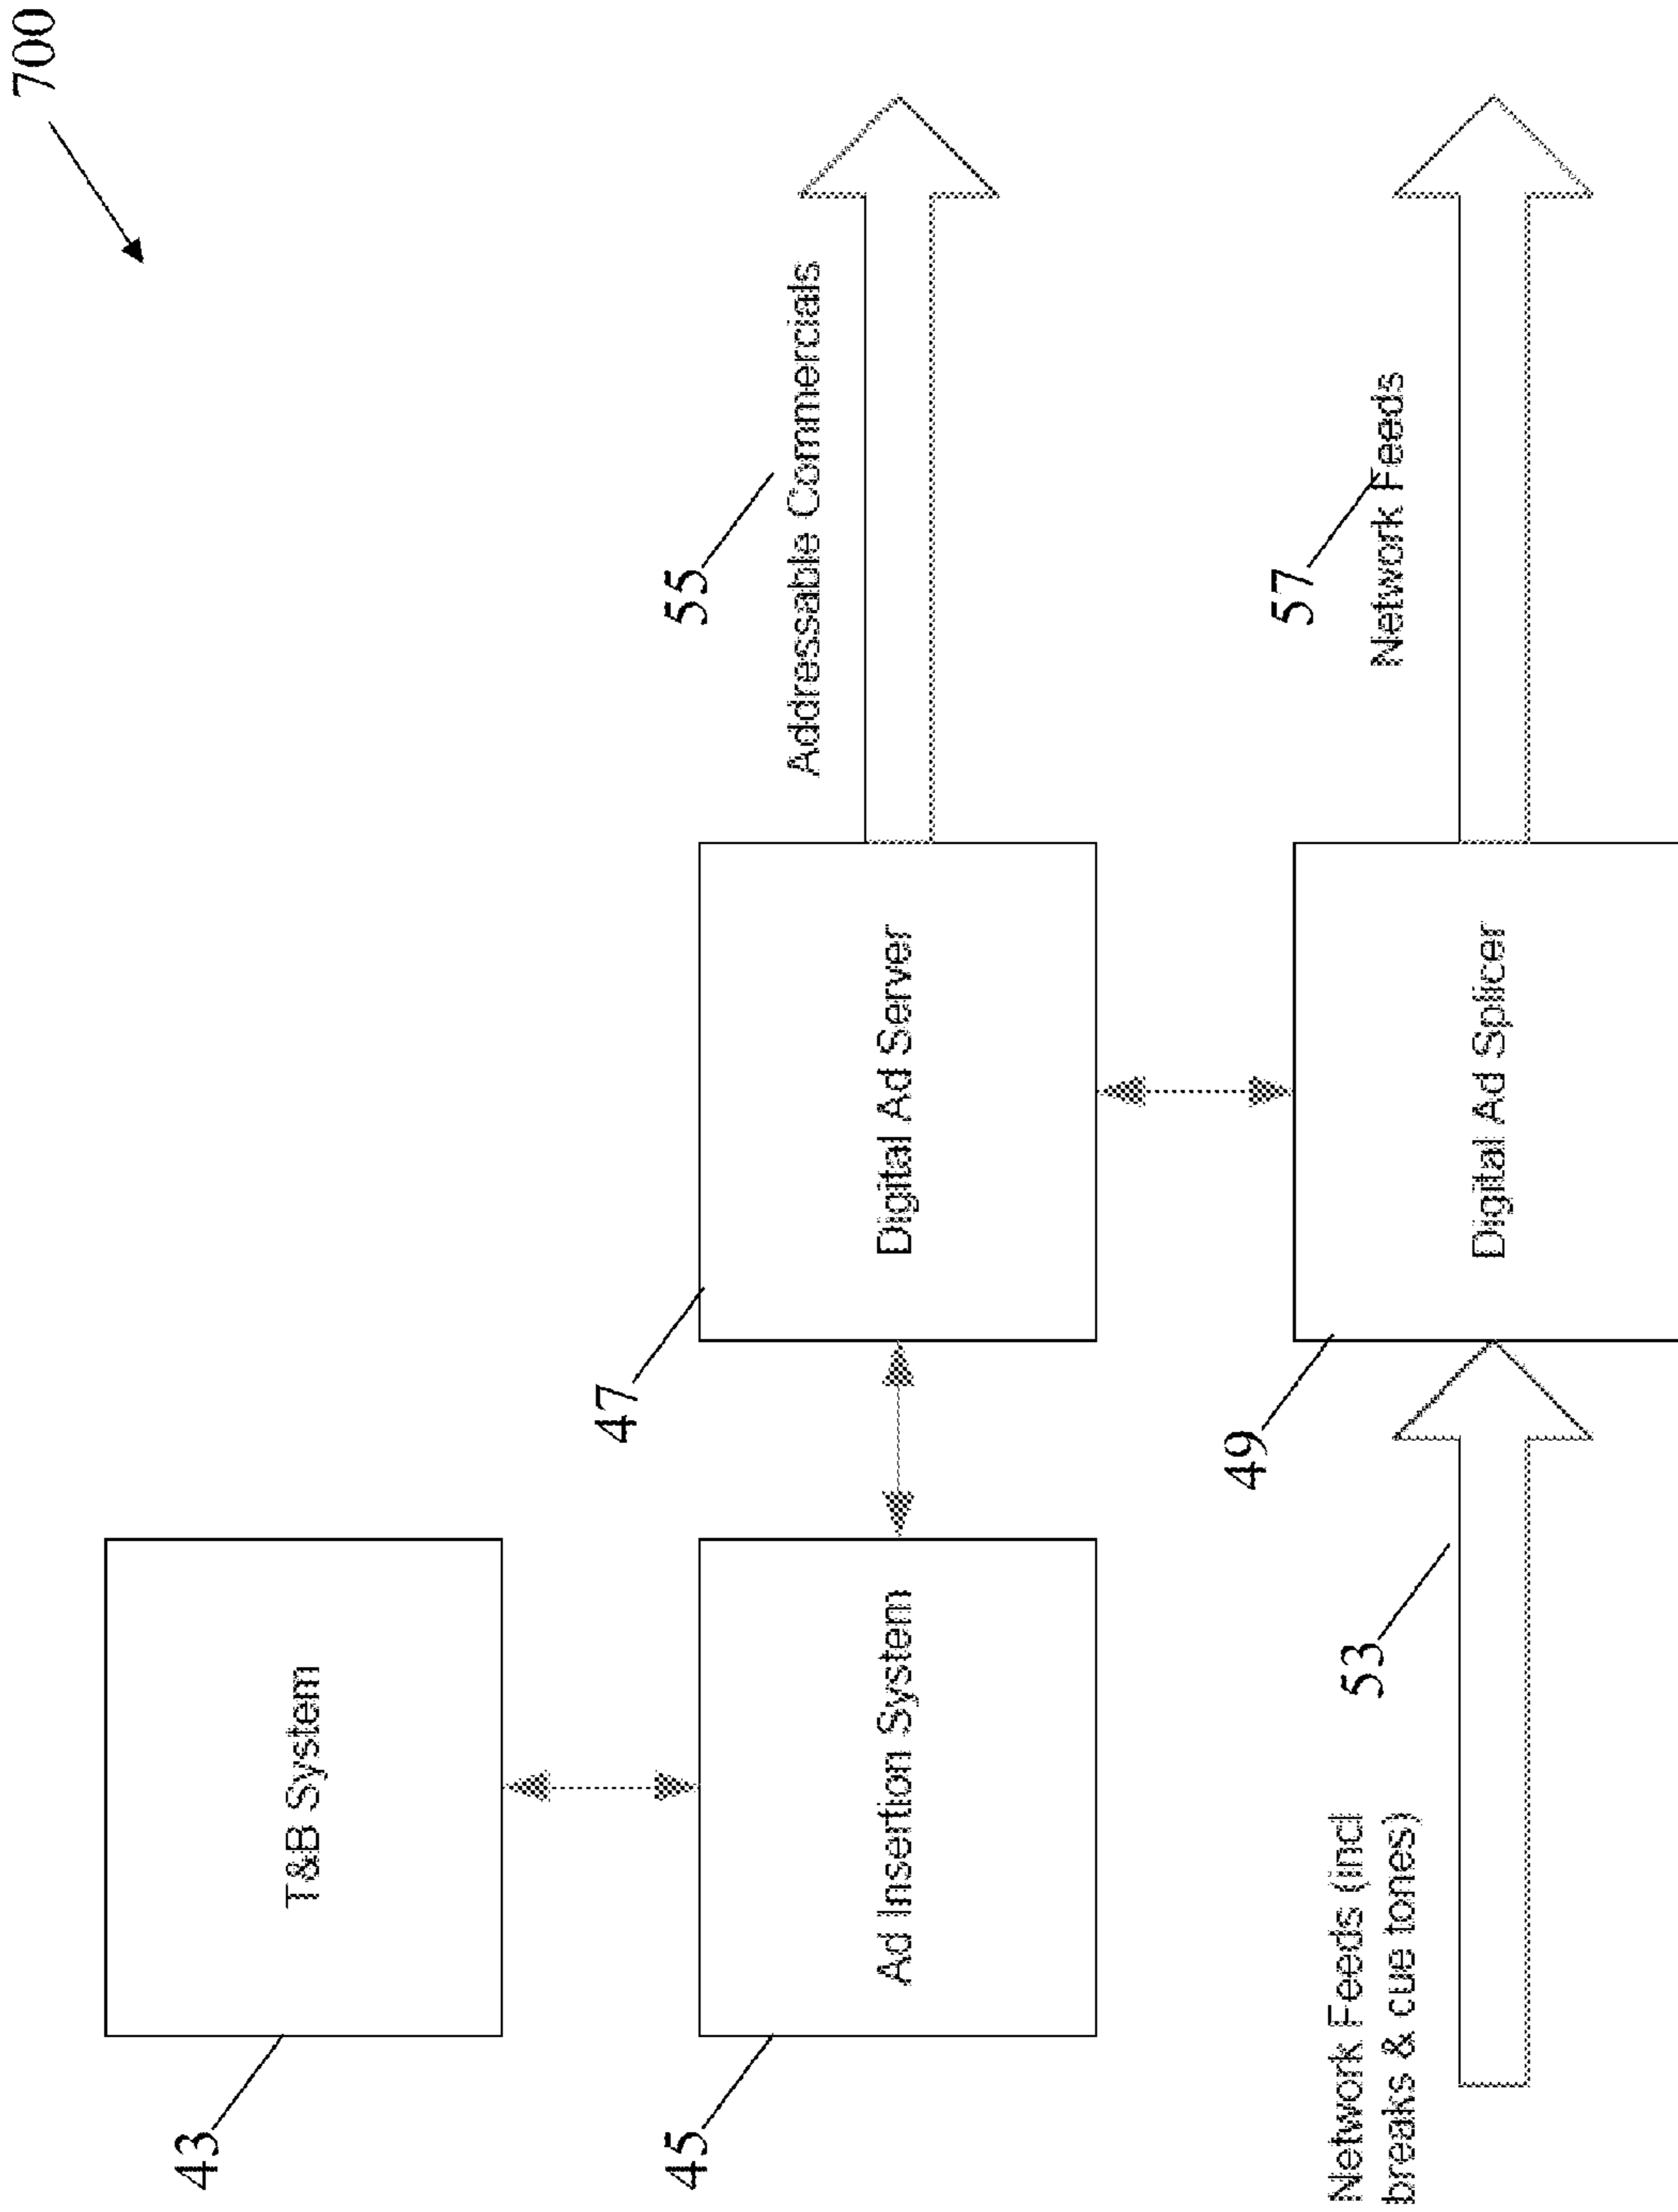 700
43
T&B System
45
Ad Insertion System
47
Digital Ad Server
55
Addressable Commercials
Network Feeds (incl
breaks & cue tones)
53
49
Digital Ad Splicer
57
Network Feeds